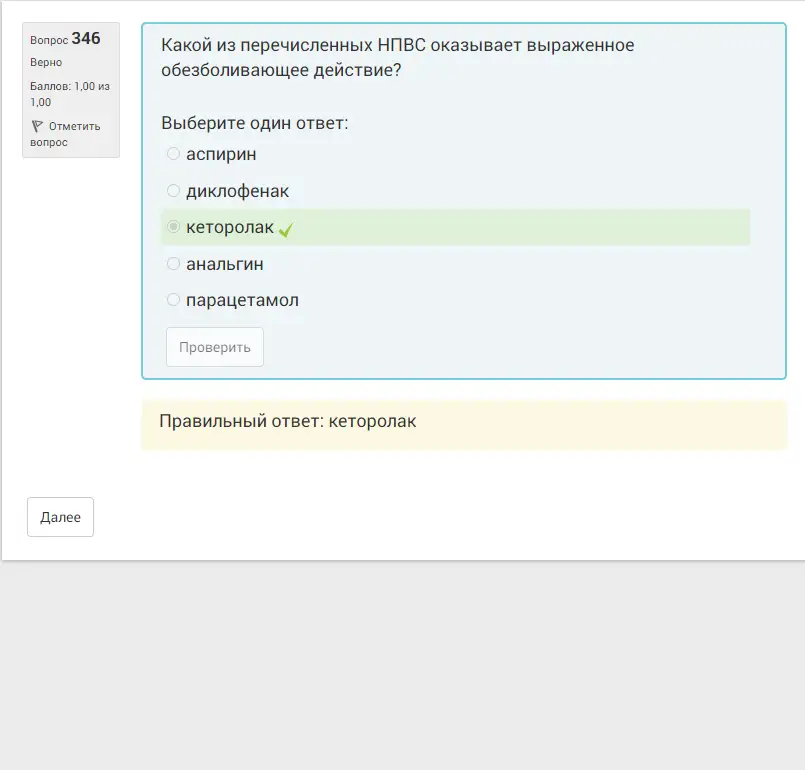 Вопрос 346
Верно
Баллов: 1,00 из
1,00
Отметить
вопрос
Какой из перечисленных НПВС оказывает выраженное
обезболивающее действие?
Выберите один ответ:
аспирин
диклофенак
кеторолак
анальгин
парацетамол
Проверить
Правильный ответ: кеторолак
Далее